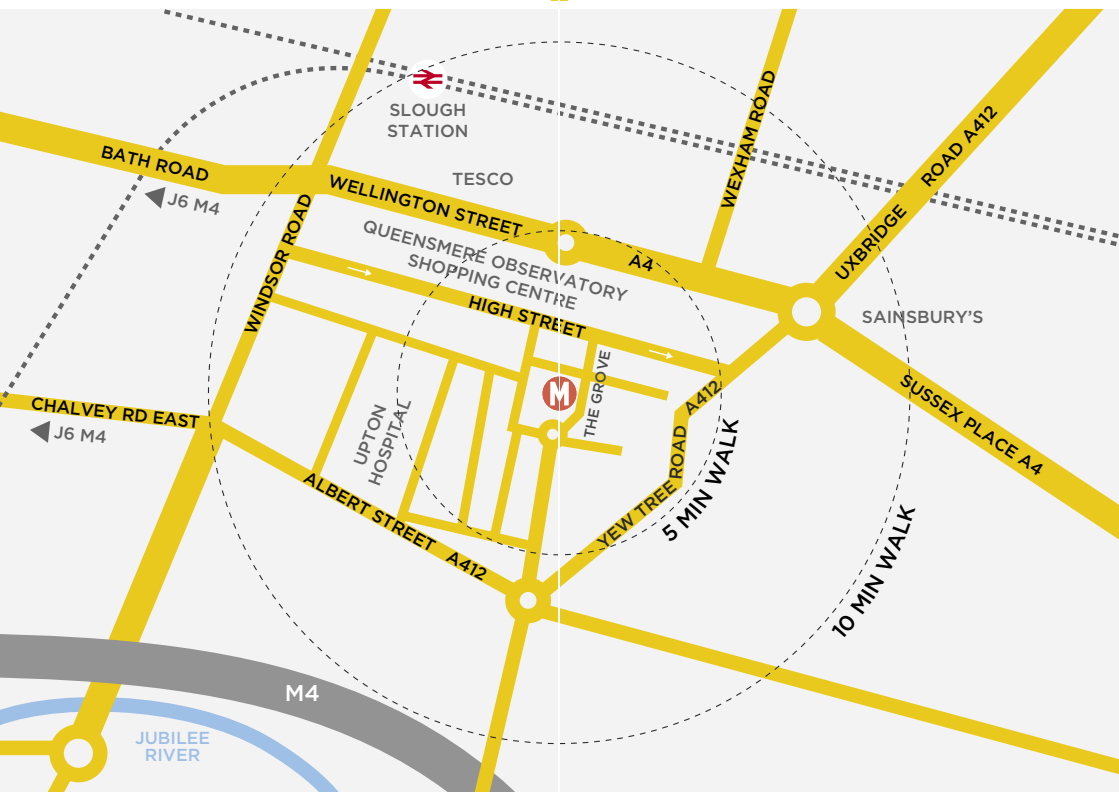 SLOUGH
STATION
WEXHAM ROAD
UXBRIDGE ROAD A412
BATH ROAD
J6 M4
WELLINGTON STREET
TESCO
A4
QUEENSMERE OBSERVATORY
SHOPPING CENTRE
WINDSOR ROAD
HIGH STREET
SAINSBURY'S
SUSSEX PLACE A4
M
THE GROVE
A412
CHALVEY RD EAST
J6 M4
UPTON
HOSPITAL
YEW TREE ROAD
5 MIN WALK
ALBERT STREET A412
10 MIN WALK
M4
JUBILEE
RIVER